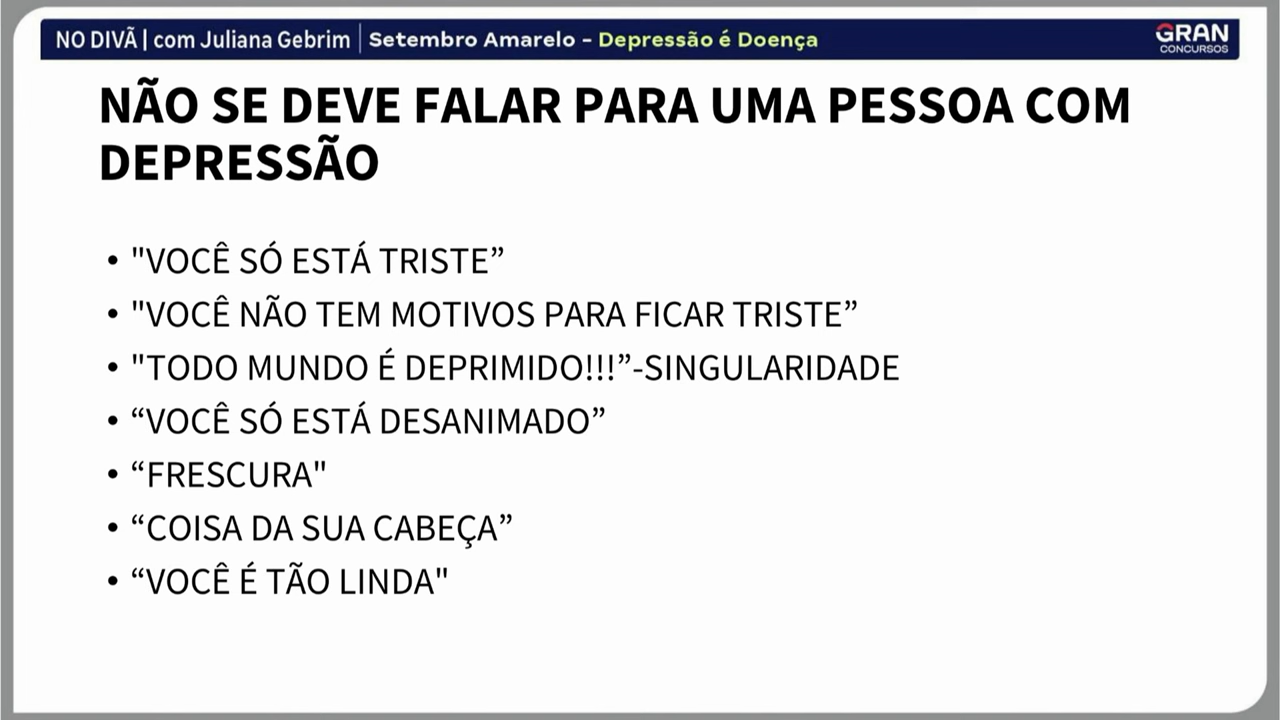 NO DIVÃ | com Juliana Gebrim | Setembro Amarelo – Depressão é Doença
GRAN
CONCURSOS
NÃO SE DEVE FALAR PARA UMA PESSOA COM
DEPRESSÃO
• "VOCÊ SÓ ESTÁ TRISTE”
• "VOCÊ NÃO TEM MOTIVOS PARA FICAR TRISTE”
• "TODO MUNDO É DEPRIMIDO!!!”-SINGULARIDADE
• “VOCÊ SÓ ESTÁ DESANIMADO”
• “FRESCURA"
• “COISA DA SUA CABEÇA”
• “VOCÊ É TÃO LINDA"